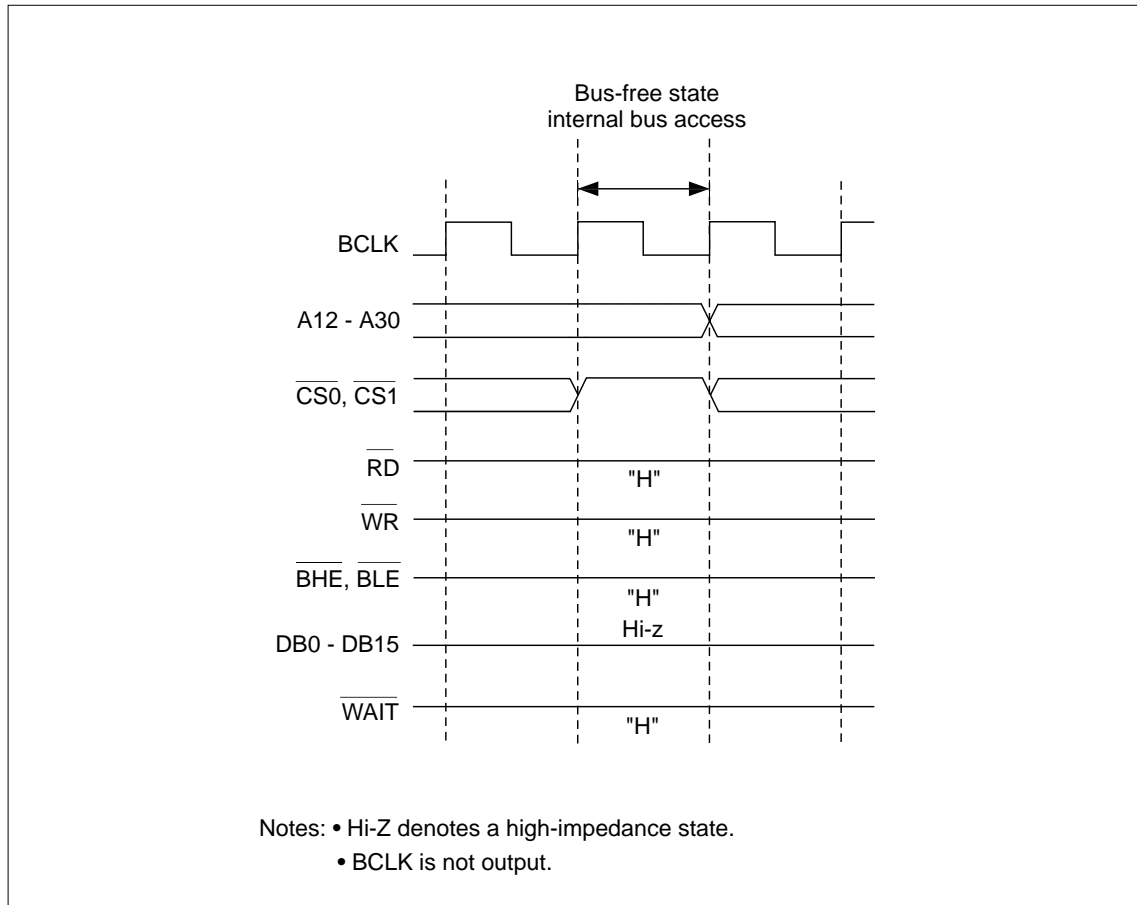 Bus-free state
internal bus access
BCLK
A12 - A30
CS0, CS1
RD
"H"
WR
"H"
BHE, BLE
"H"
Hi-z
DB0 - DB15
WAIT
"H"
Notes: • Hi-Z denotes a high-impedance state.
• BCLK is not output.